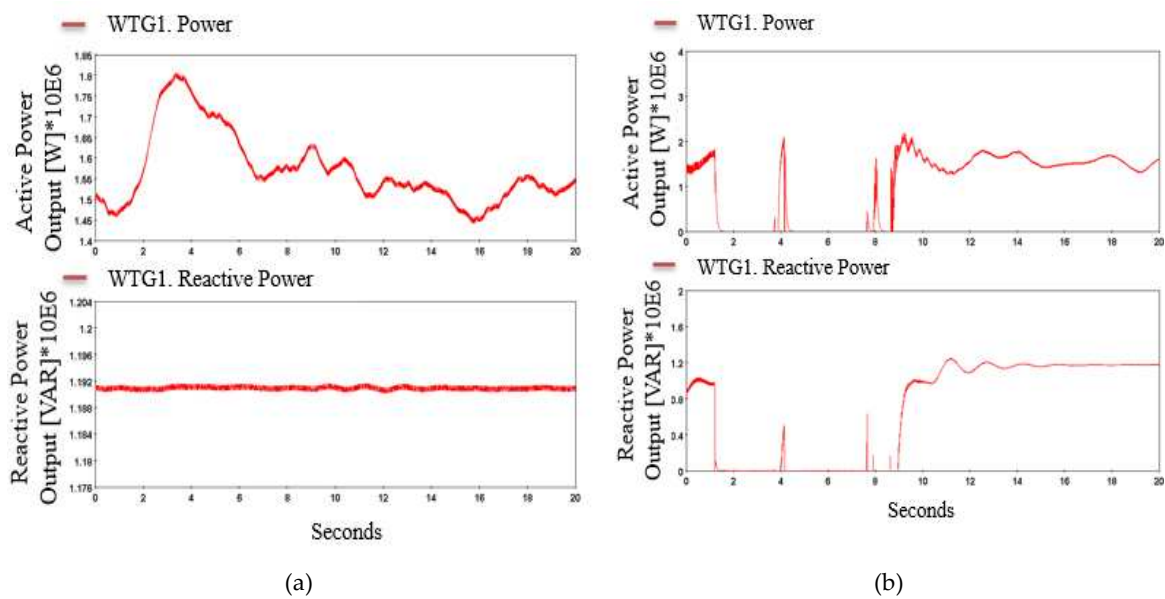 WTG1. Power
Active Power
Output [W]*10E6
1.85
1.8
1.7
1.65
1.6
1.5
1.45
1.4
0 2 4 6 8 10 12 14 16 18 20
WTG1. Reactive Power
Reactive Power
Output [VAR]*10E6
1.204
1.2
1.196
1.192
1.188
1.184
1.18
1.176
0 2 4 6 8 10 12 14 16 18 20
Seconds
(a)
WTG1. Power
Active Power
Output [W]*10E6
4
3
2
1
0
0 2 4 6 8 10 12 14 16 18 20
WTG1. Reactive Power
Reactive Power
Output [VAR]*10E6
2
1.6
1.2
0.8
0.4
0
0 2 4 6 8 10 12 14 16 18 20
Seconds
(b)